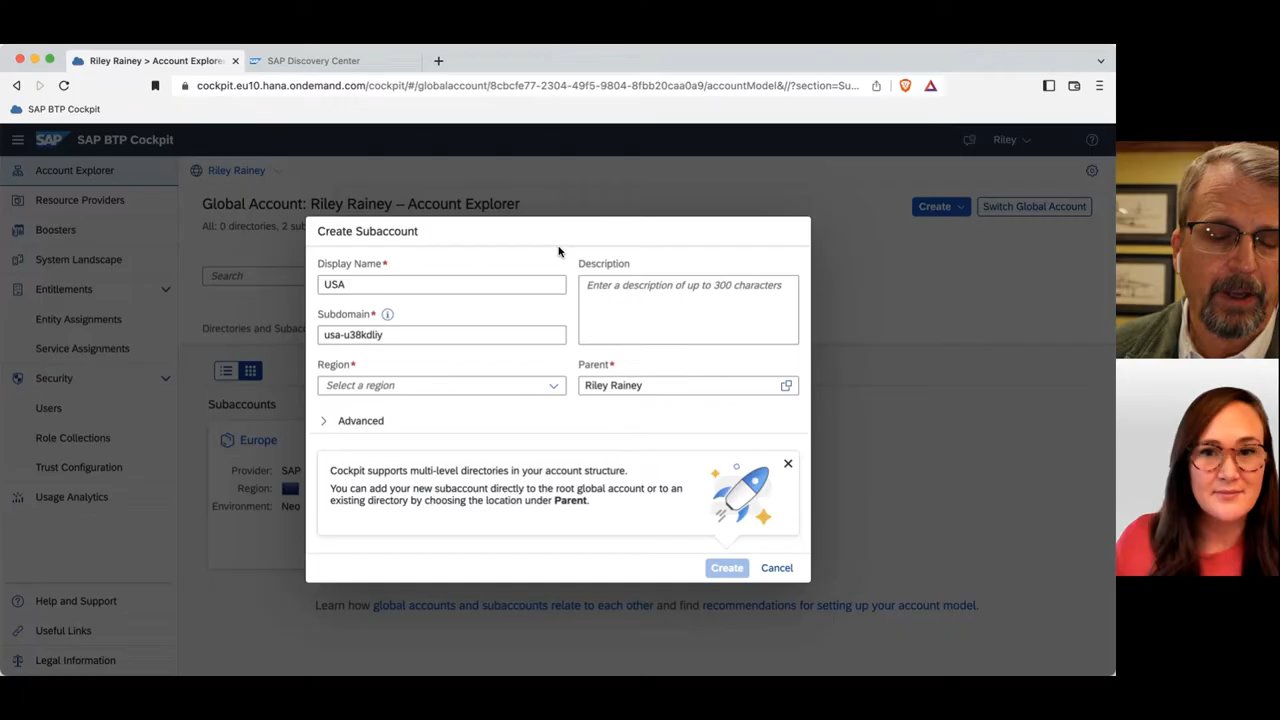 Riley Rainey > Account Explore
SAP Discovery Center
cockpit.eu10.hana.ondemand.com/cockpit/#/globalaccount/8cbcfe77-2304-49f5-9804-8fbb20caa0a9/accountModel&//?section=Su...
SAP BTP Cockpit
SAP SAP BTP Cockpit
Riley
Account Explorer
Resource Providers
Boosters
System Landscape
Entitlements
Entity Assignments
Service Assignments
Security
Users
Role Collections
Trust Configuration
Usage Analytics
Help and Support
Useful Links
Legal Information
Riley Rainey
Global Account: Riley Rainey – Account Explorer
Create
Switch Global Account
All: 0 directories, 2 sub
Search
Directories and Subacc
Subaccounts
Europe
Provider: SAP
Region:
Environment: Neo
Create Subaccount
Display Name*
USA
Description
Enter a description of up to 300 characters
Subdomain*
usa-u38kdliy
Region*
Select a region
Parent*
Riley Rainey
Advanced
Cockpit supports multi-level directories in your account structure.
You can add your new subaccount directly to the root global account or to an
existing directory by choosing the location under Parent.
Create
Cancel
Learn how global accounts and subaccounts relate to each other and find recommendations for setting up your account model.